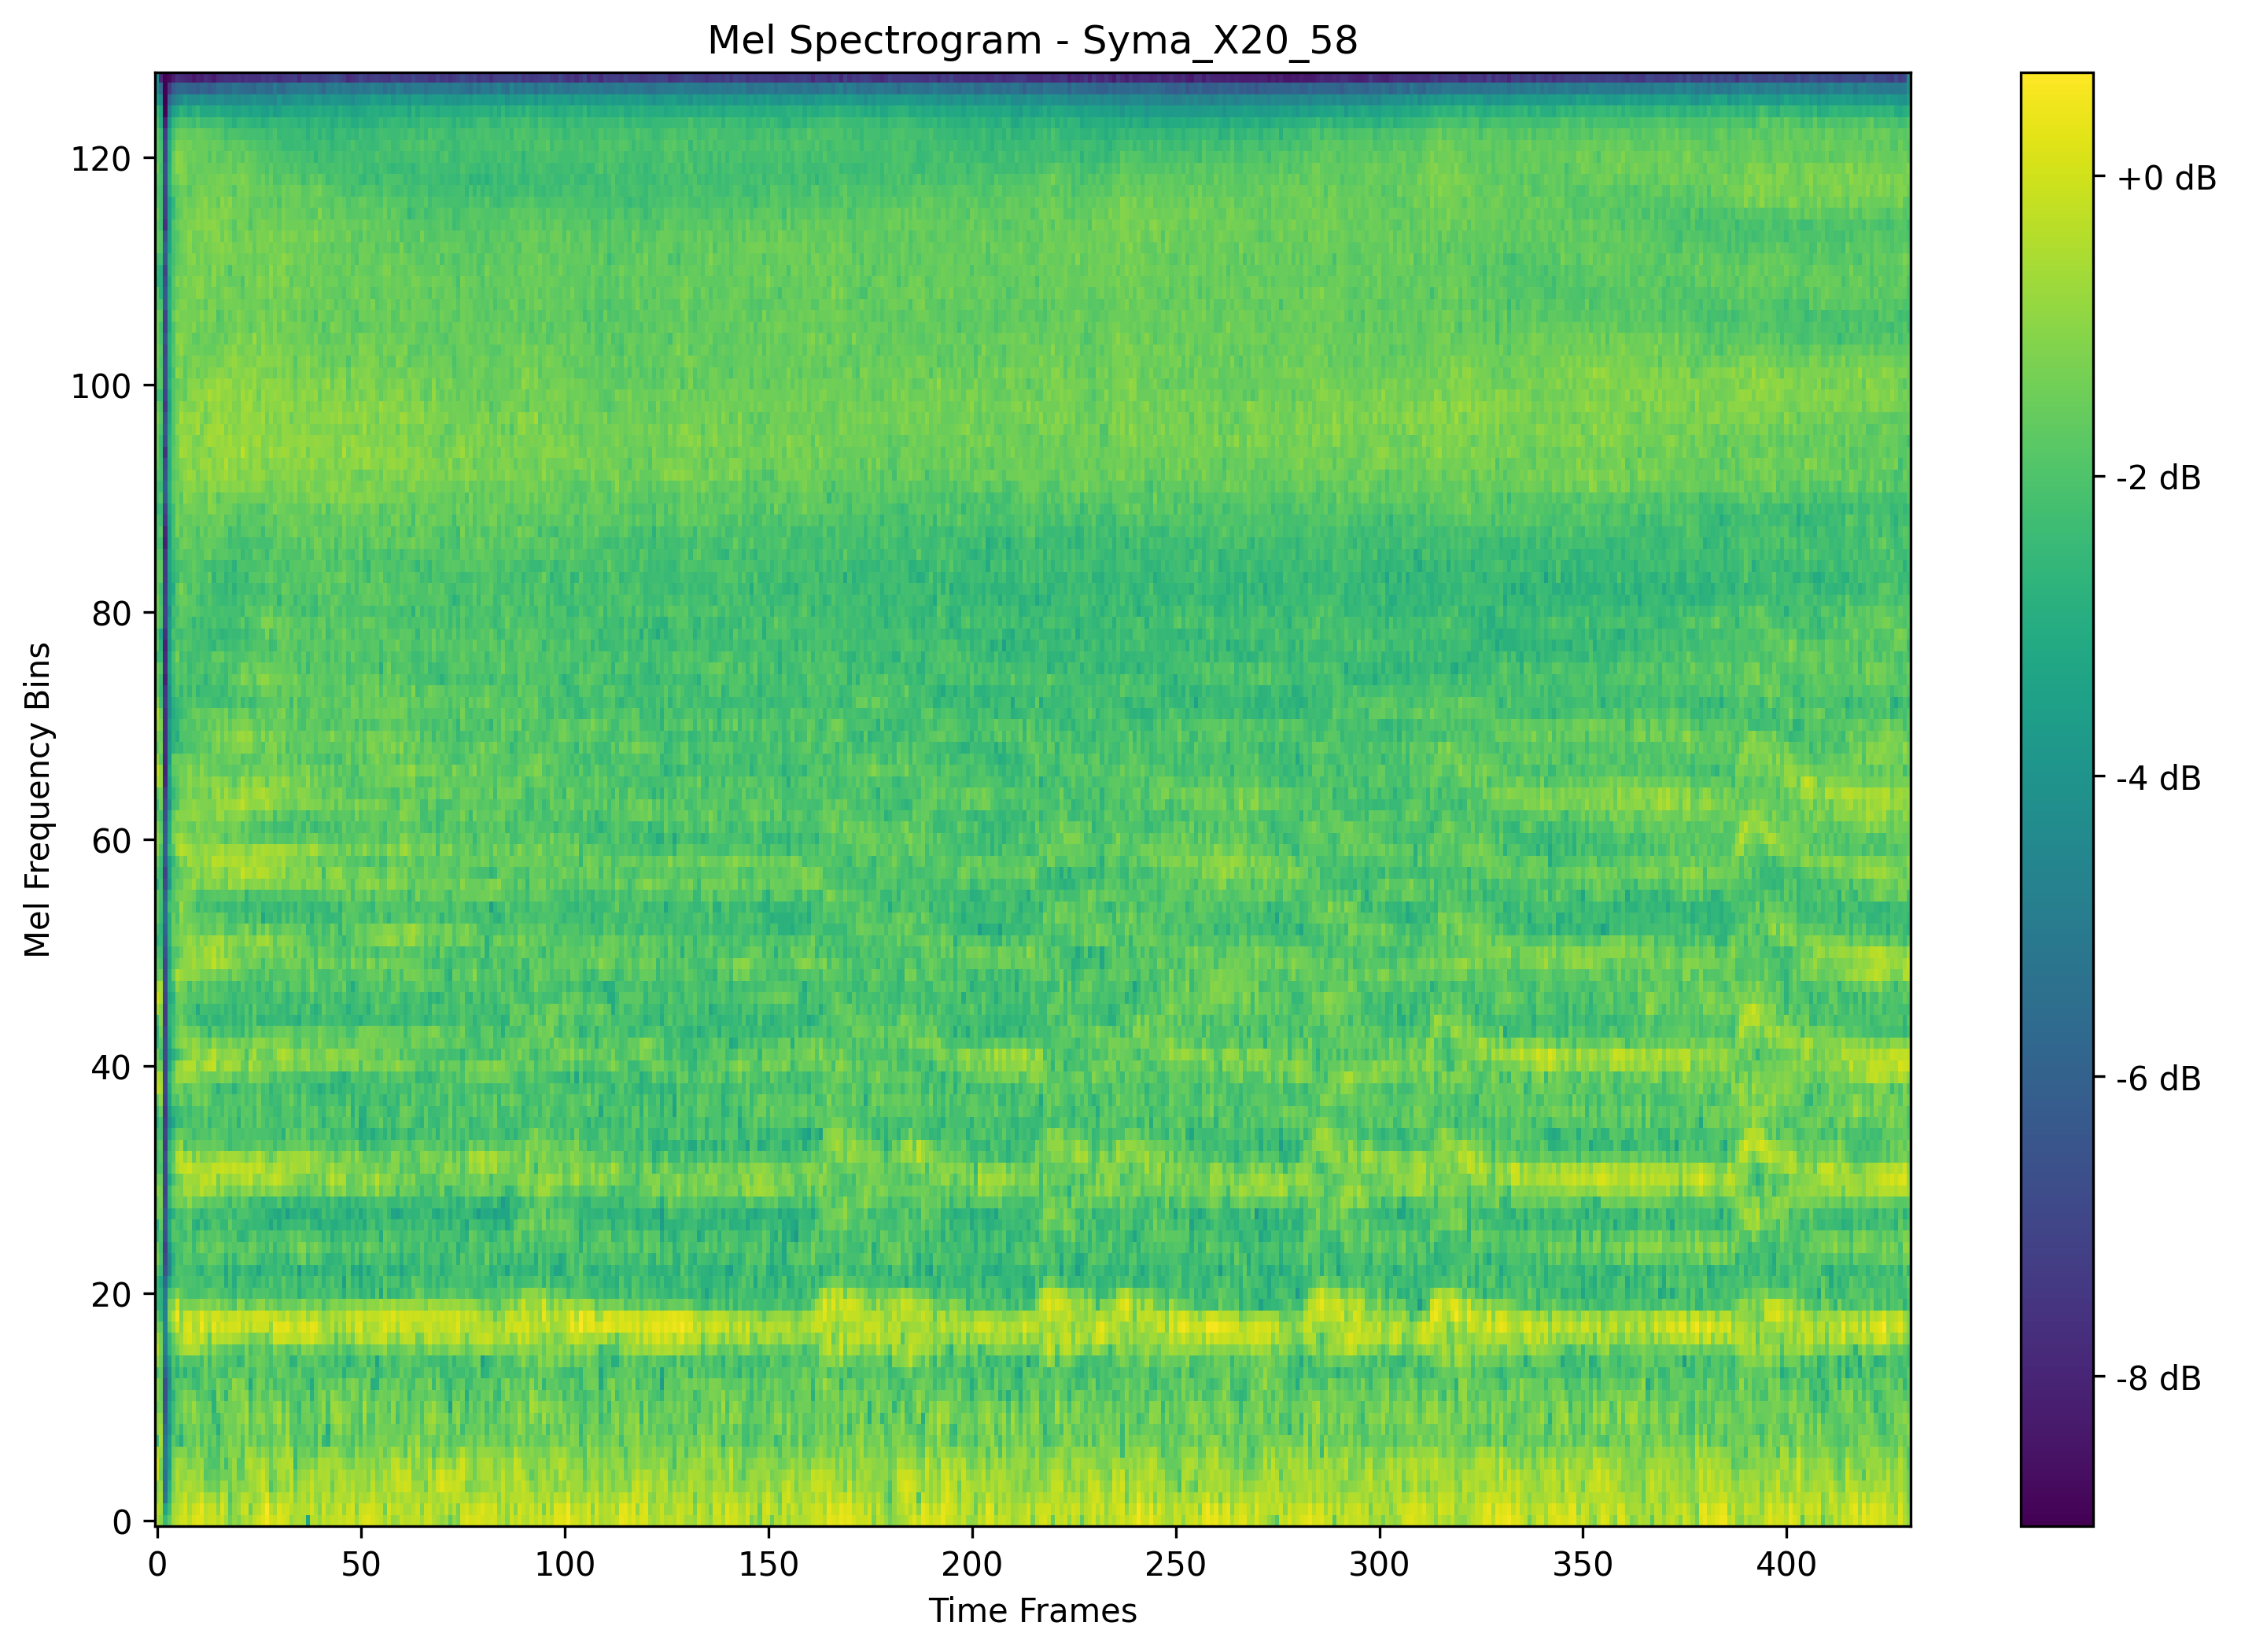 Mel Spectrogram - Syma_X20_58
Mel Frequency Bins
120
100
80
60
40
20
0
0 50 100 150 200 250 300 350 400
Time Frames
+0 dB
-2 dB
-4 dB
-6 dB
-8 dB